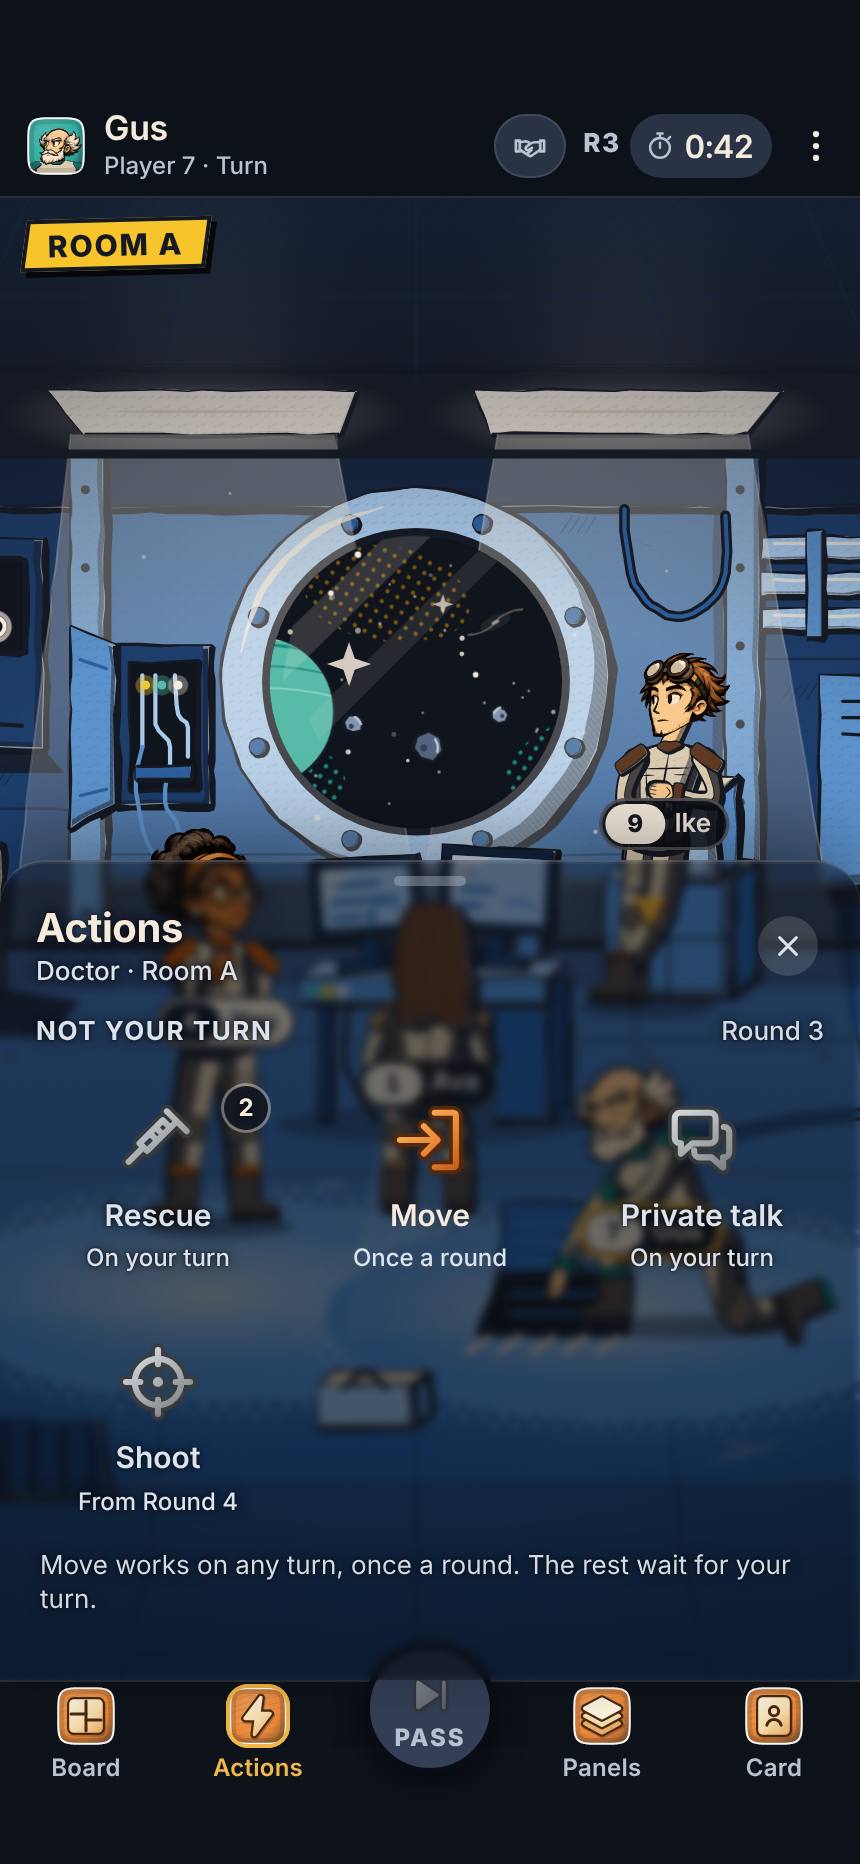 Gus
Player 7 · Turn
R3
0:42
ROOM A
9 Ike
Actions
Doctor · Room A
NOT YOUR TURN
Round 3
2
Rescue
On your turn
Move
Once a round
Private talk
On your turn
Shoot
From Round 4
Move works on any turn, once a round. The rest wait for your
turn.
Board
Actions
PASS
Panels
Card